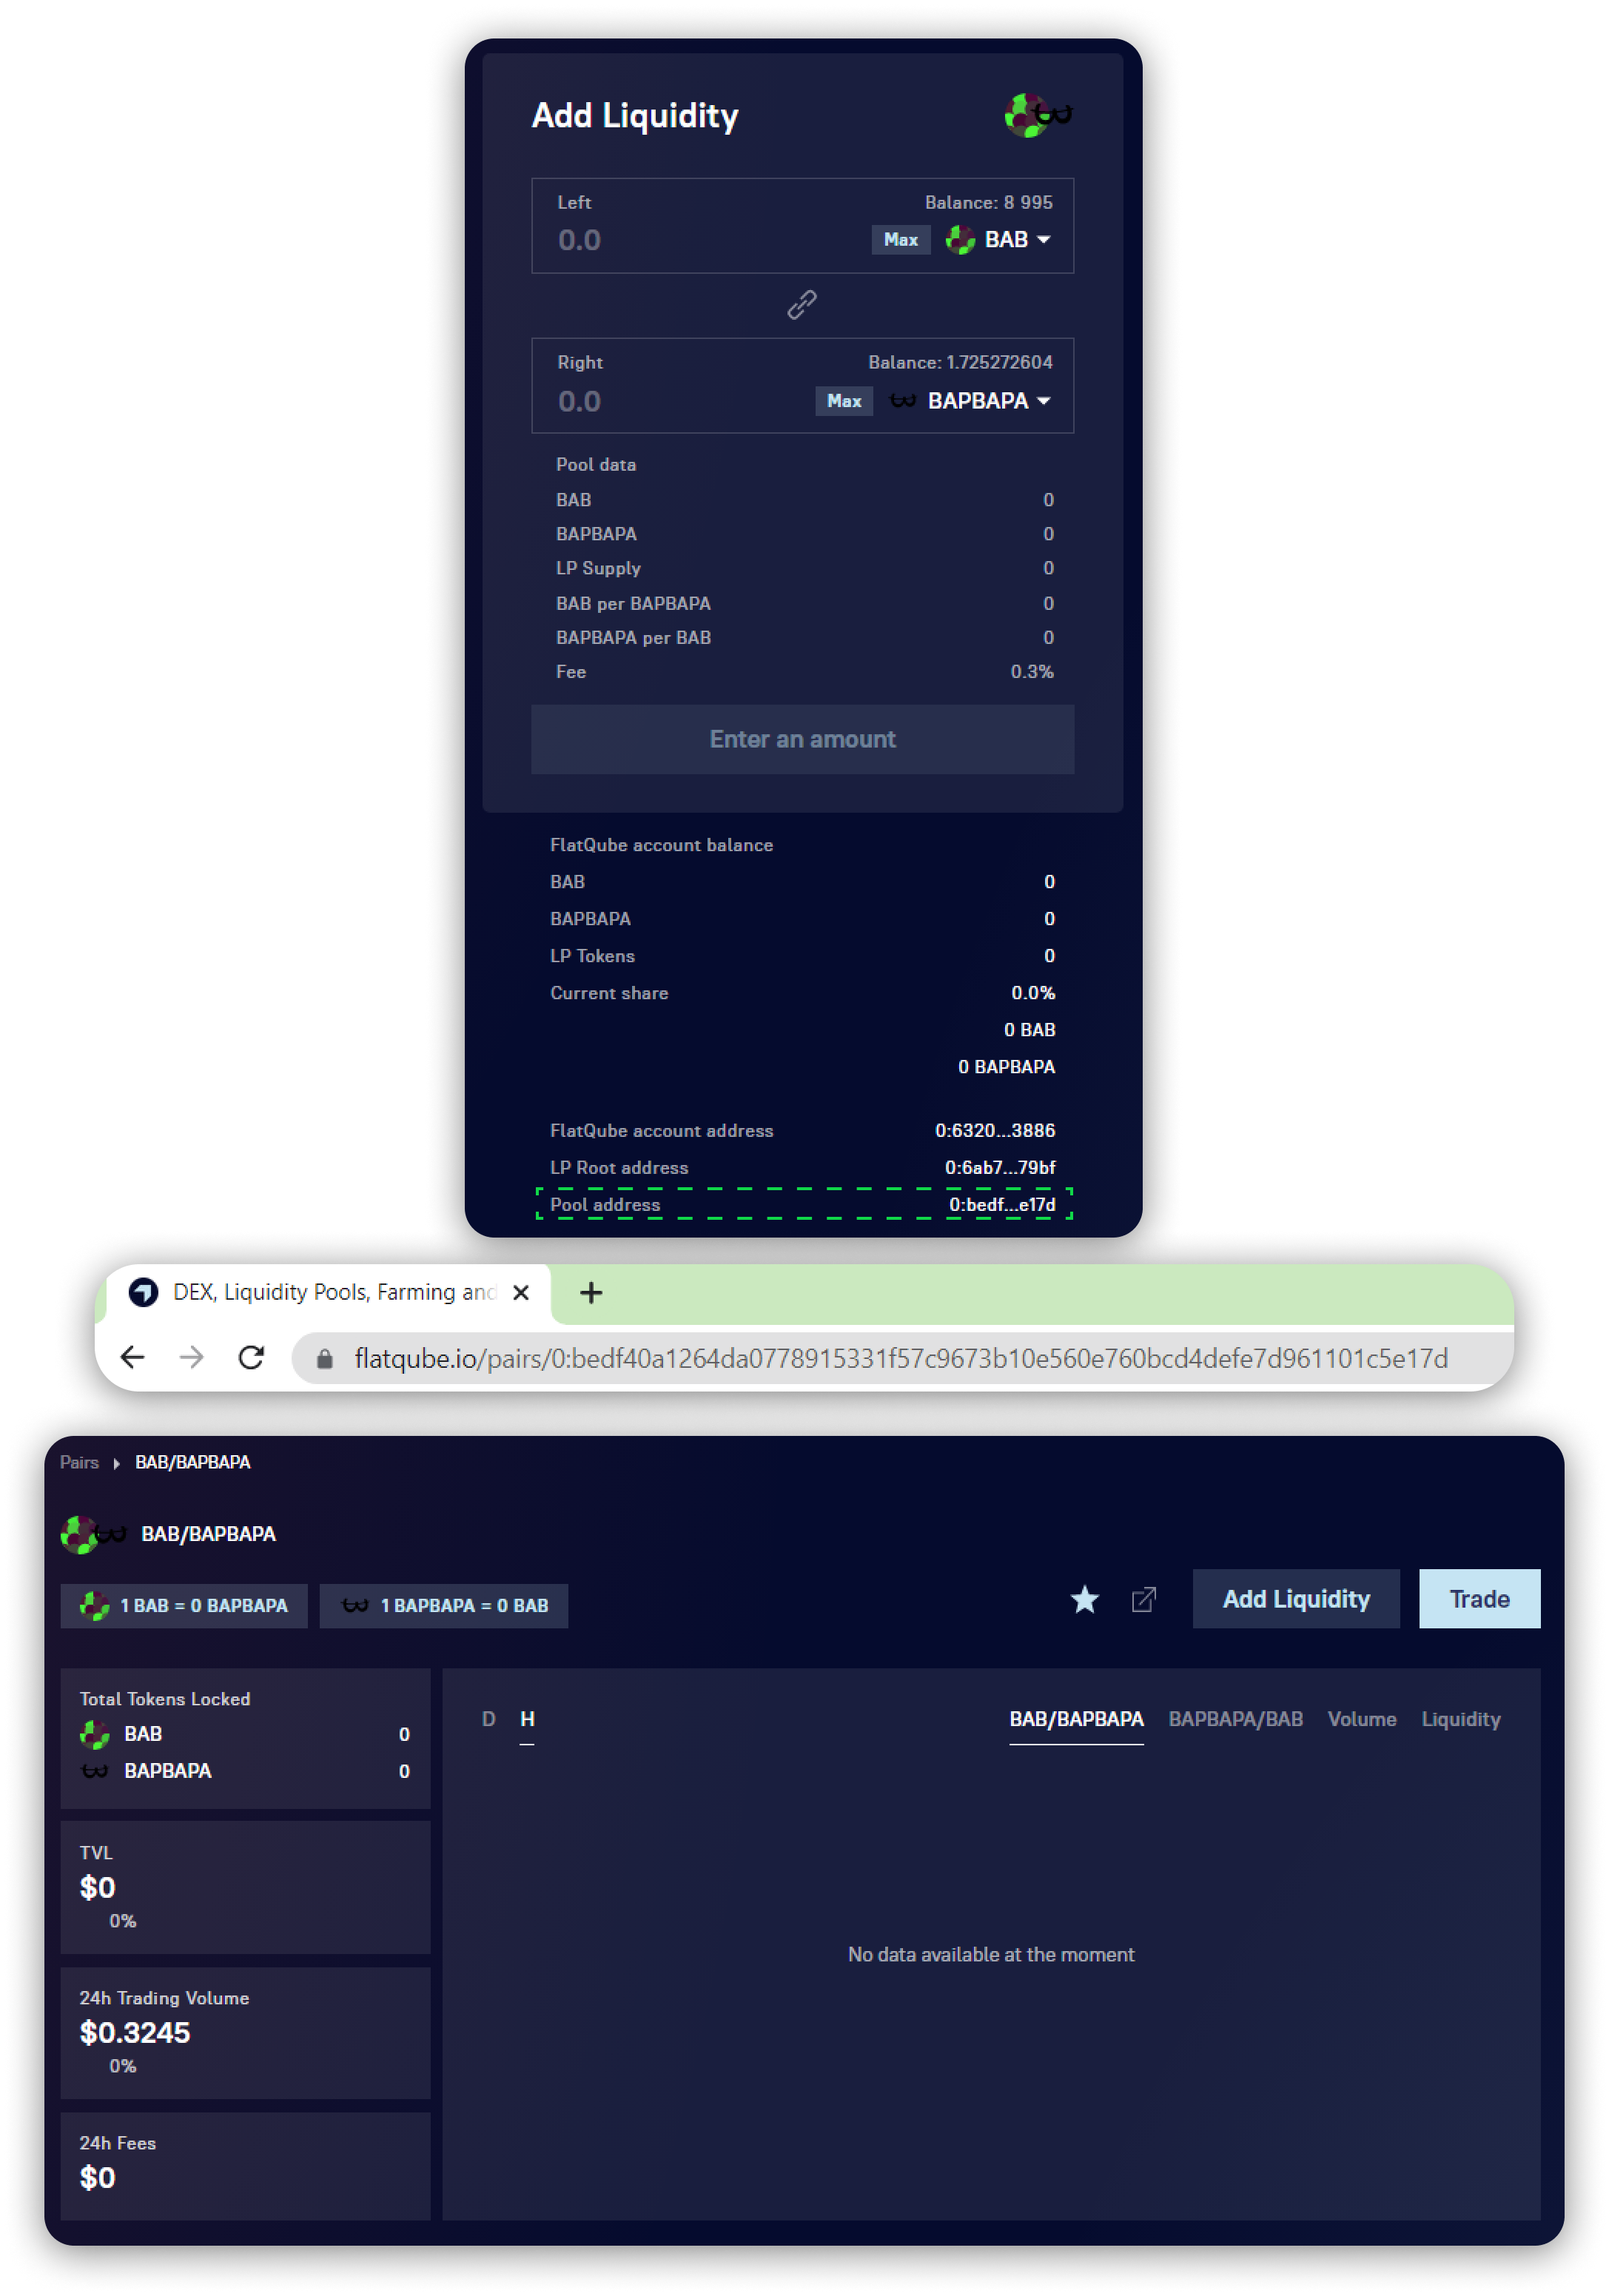 Add Liquidity
Left Balance: 8 995
0.0 Max BAB
Right Balance: 1.725272604
0.0 Max BAPBAPA
Pool data
BAB 0
BAPBAPA 0
LP Supply 0
BAB per BAPBAPA 0
BAPBAPA per BAB 0
Fee 0.3%
Enter an amount
FlatQube account balance
BAB 0
BAPBAPA 0
LP Tokens 0
Current share 0.0%
0 BAB
0 BAPBAPA
FlatQube account address 0:6320...3886
LP Root address 0:6ab7...79bf
Pool address 0:bedf...e17d
DEX, Liquidity Pools, Farming and
flatqube.io/pairs/0:bedf40a1264da0778915331f57c9673b10e560e760bcd4defe7d961101c5e17d
Pairs BAB/BAPBAPA
BAB/BAPBAPA
1 BAB = 0 BAPBAPA 1 BAPBAPA = 0 BAB Add Liquidity Trade
Total Tokens Locked
BAB 0
BAPBAPA 0
TVL
$0
0%
24h Trading Volume
$0.3245
0%
24h Fees
$0
D H BAB/BAPBAPA BAPBAPA/BAB Volume Liquidity
No data available at the moment